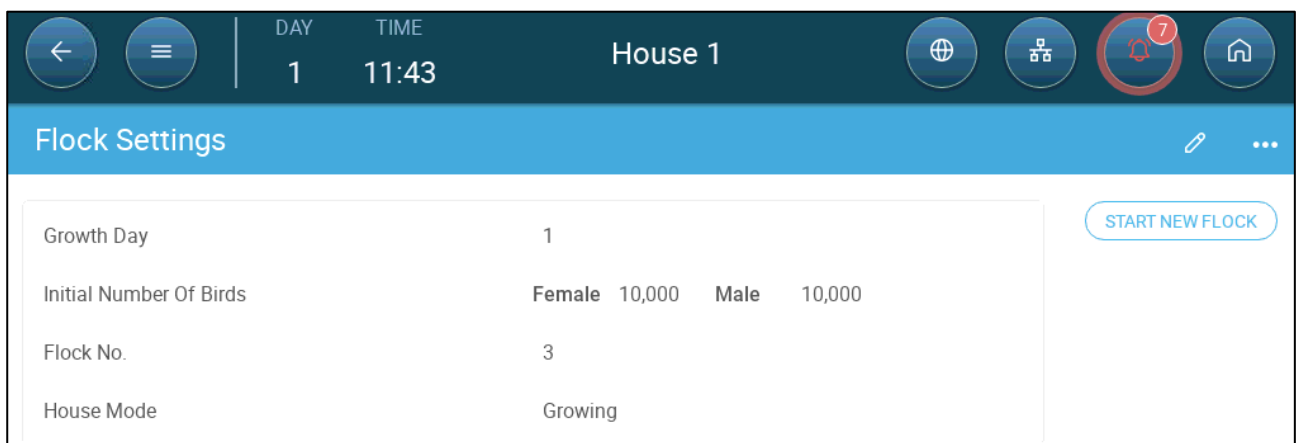 DAY TIME
1 11:43
House 1
7
Flock Settings
Growth Day 1
START NEW FLOCK
Initial Number Of Birds Female 10,000 Male 10,000
Flock No. 3
House Mode Growing